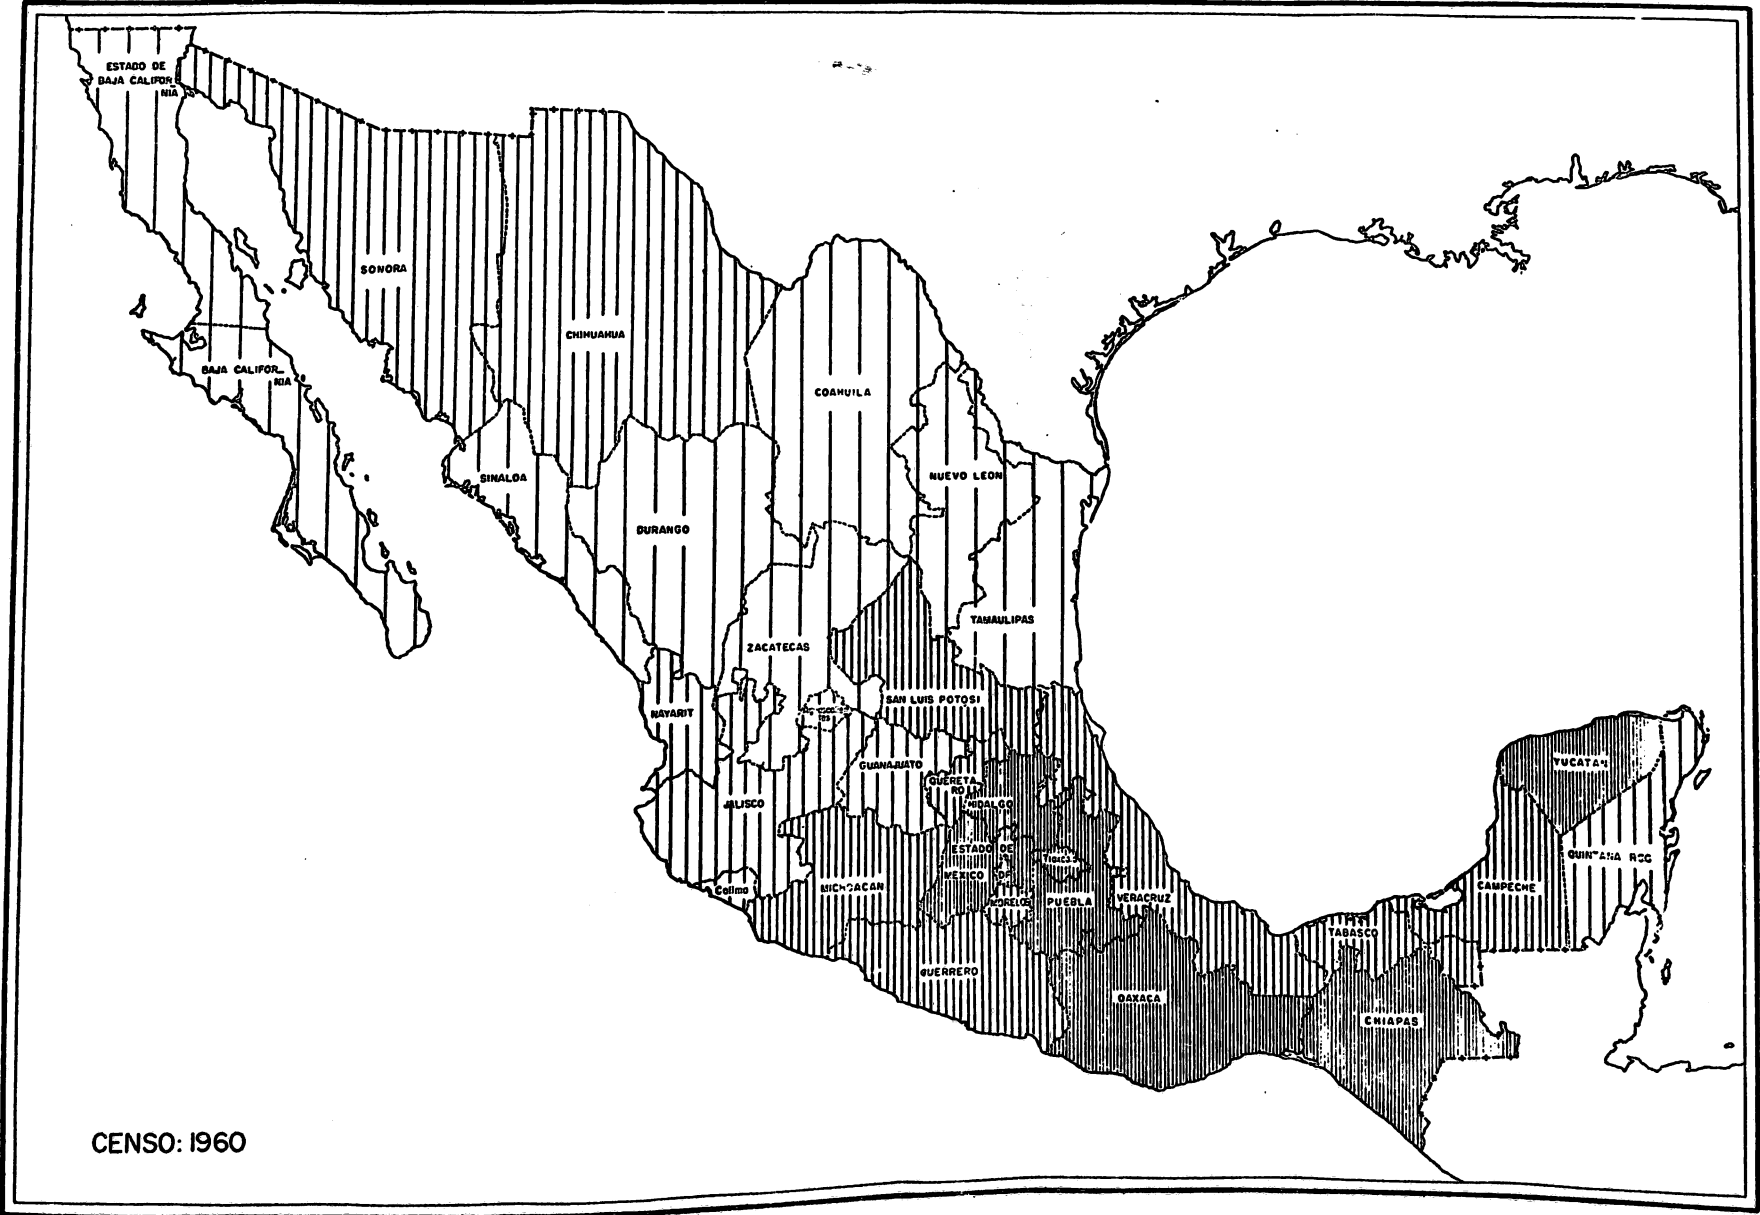 ESTADO DE
BAJA CALIFOR
NIA
SONORA
CHIHUAHUA
BAJA CALIFOR_
NIA
COAHUILA
SINALOA
NUEVO LEON
DURANGO
TAMAULIPAS
ZACATECAS
SAN LUIS POTOSI
NAYARIT
GUANAJUATO
YUCATAN
QUERETA
RO
JALISCO
HIDALGO
ESTADO DE
MEXICO
DF
QUINTANA ROO
Colima
MICHOACAN
MORELOS
PUEBLA
VERACRUZ
CAMPECHE
TABASCO
GUERRERO
OAXACA
CHIAPAS
CENSO: 1960